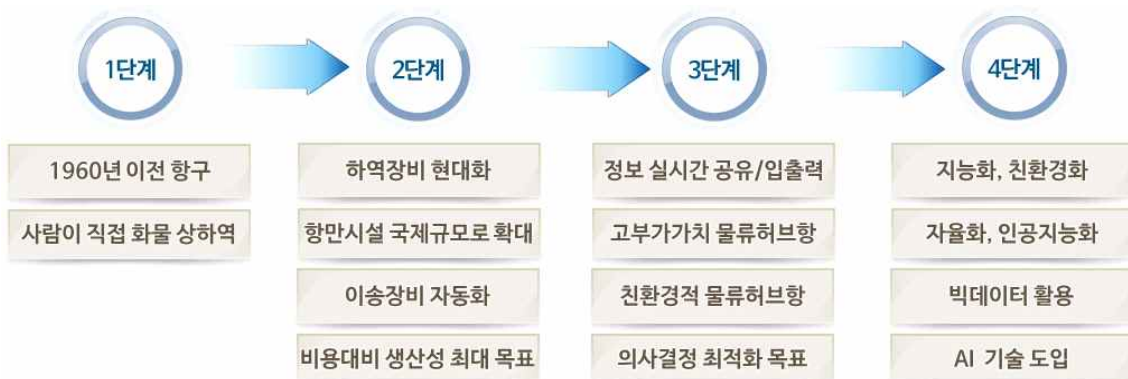 1단계
2단계
3단계
4단계
1960년 이전 항구
사람이 직접 화물 상하역
하역장비 현대화
항만시설 국제규모로 확대
이송장비 자동화
비용대비 생산성 최대 목표
정보 실시간 공유/입출력
고부가가치 물류허브항
친환경적 물류허브항
의사결정 최적화 목표
지능화, 친환경화
자율화, 인공지능화
빅데이터 활용
AI 기술 도입